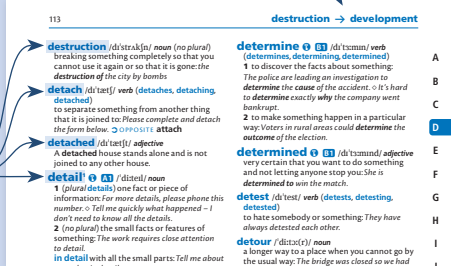 113
destruction → development
destruction /dɪˈstrʌkʃn/ noun (no plural)
breaking something completely so that you
cannot use it again or so that it is gone: the
destruction of the city by bombs
detach /dɪˈtætʃ/ verb (detaches, detaching,
detached)
to separate something from another thing
that it is joined to: Please complete and detach
the form below. ➲ OPPOSITE attach
detached /dɪˈtætʃt/ adjective
A detached house stands alone and is not
joined to any other house.
detail A1 /ˈdiːteɪl/ noun
1 (plural details) one fact or piece of
information: For more details, please phone this
number. ◇ Tell me quickly what happened – I
don't need to know all the details.
2 (no plural) the small facts or features of
something: The work requires close attention
to detail.
in detail with all the small parts: Tell me about
determine B1 /dɪˈtɜːmɪn/ verb
(determines, determining, determined)
1 to discover the facts about something:
The police are leading an investigation to
determine the cause of the accident. ◇ It's hard
to determine exactly why the company went
bankrupt.
2 to make something happen in a particular
way: Voters in rural areas could determine the
outcome of the election.
determined B1 /dɪˈtɜːmɪnd/ adjective
very certain that you want to do something
and not letting anyone stop you: She is
determined to win the match.
detest /dɪˈtest/ verb (detests, detesting,
detested)
to hate somebody or something: They have
always detested each other.
detour /ˈdiːtʊə(r)/ noun
a longer way to a place when you cannot go by
the usual way: The bridge was closed so we had
A
B
C
D
E
F
G
H
I